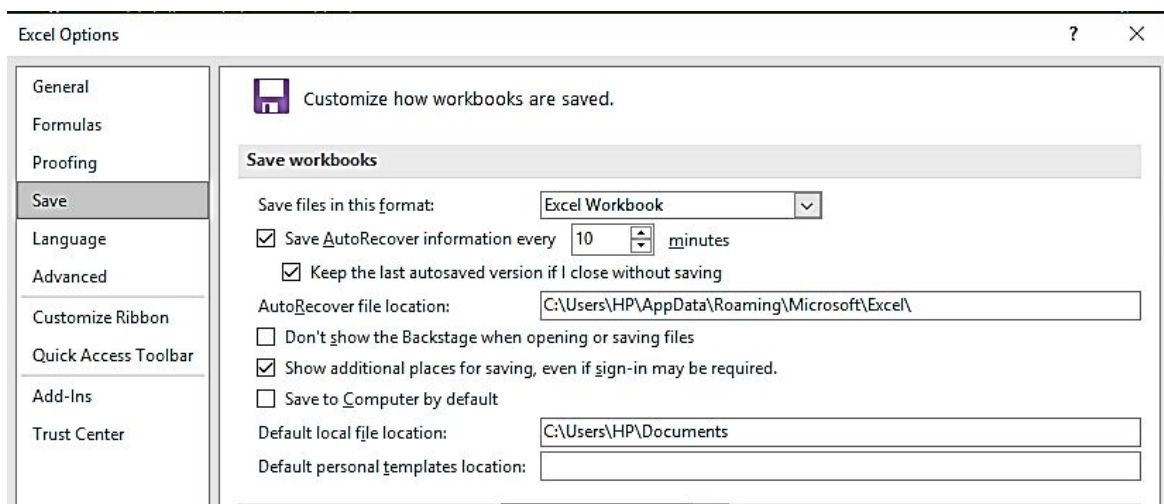 Excel Options
?
General
Formulas
Proofing
Save
Language
Advanced
Customize Ribbon
Quick Access Toolbar
Add-Ins
Trust Center
Customize how workbooks are saved.
Save workbooks
Save files in this format: Excel Workbook
Save AutoRecover information every 10 minutes
Keep the last autosaved version if I close without saving
AutoRecover file location: C:\Users\HP\AppData\Roaming\Microsoft\Excel\
Don't show the Backstage when opening or saving files
Show additional places for saving, even if sign-in may be required.
Save to Computer by default
Default local file location: C:\Users\HP\Documents
Default personal templates location: